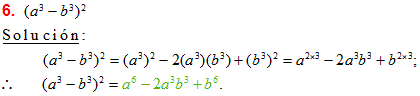 6. (a³ – b³)²
Solución:
(a³ – b³)² = (a³)² – 2(a³)(b³) + (b³)² = a²ˣ³ – 2a³b³ + b²ˣ³;
∴ (a³ – b³)² = a⁶ – 2a³b³ + b⁶.